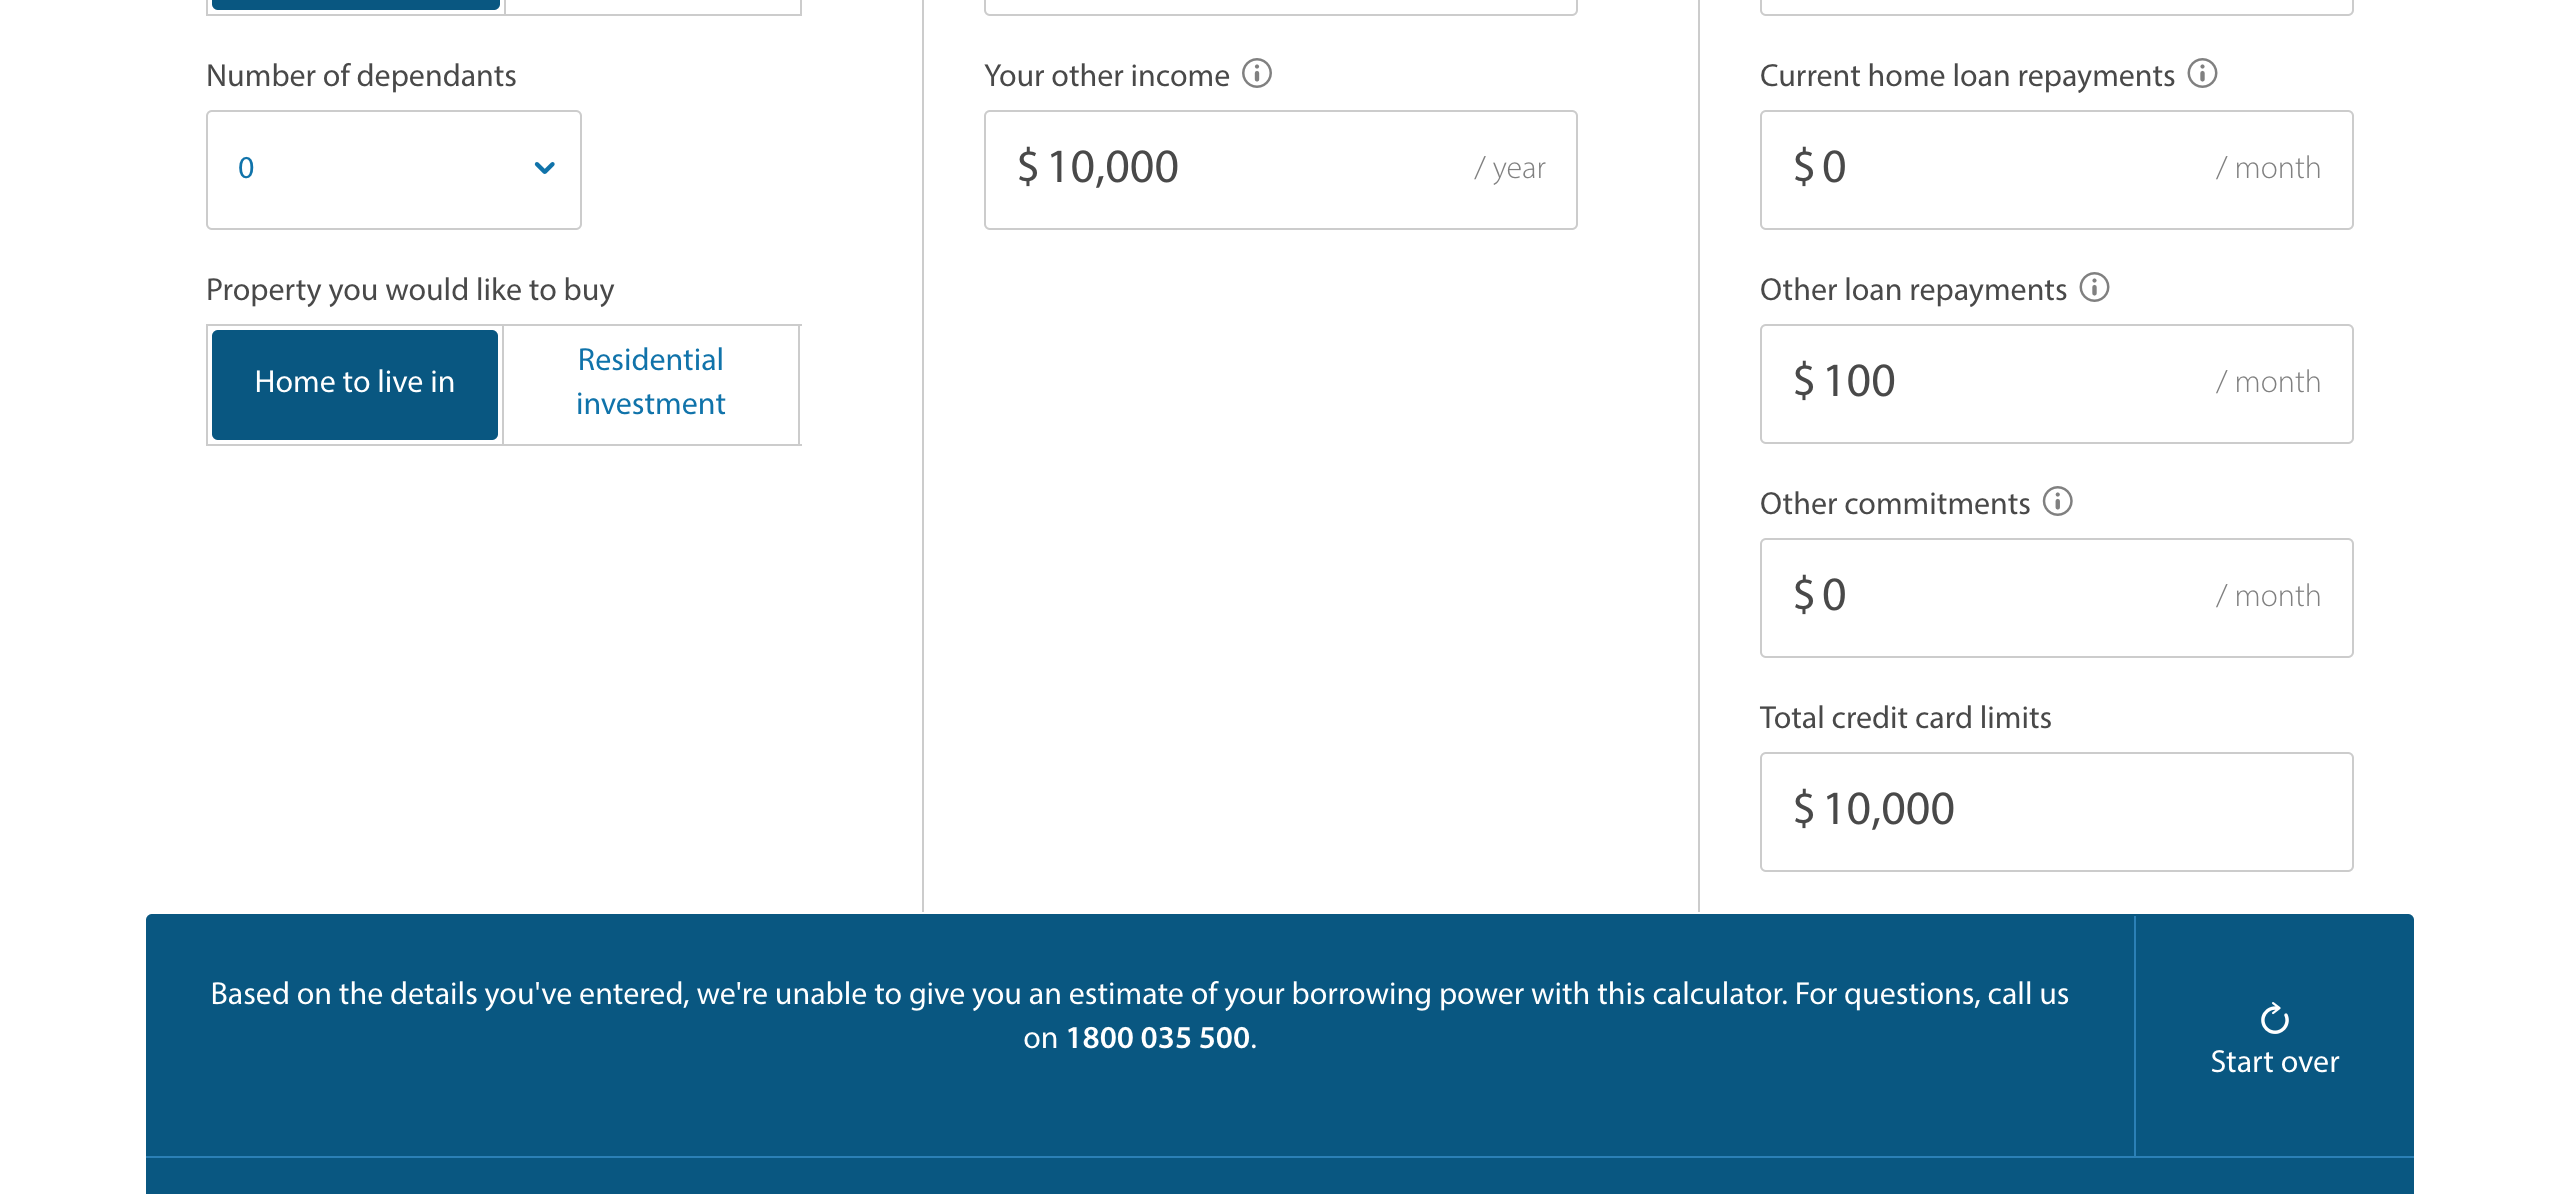 Number of dependants
0
Property you would like to buy
Home to live in
Residential
investment
Your other income
$ 10,000 / year
Current home loan repayments
$ 0 / month
Other loan repayments
$ 100 / month
Other commitments
$ 0 / month
Total credit card limits
$ 10,000
Based on the details you've entered, we're unable to give you an estimate of your borrowing power with this calculator. For questions, call us
on 1800 035 500.
Start over